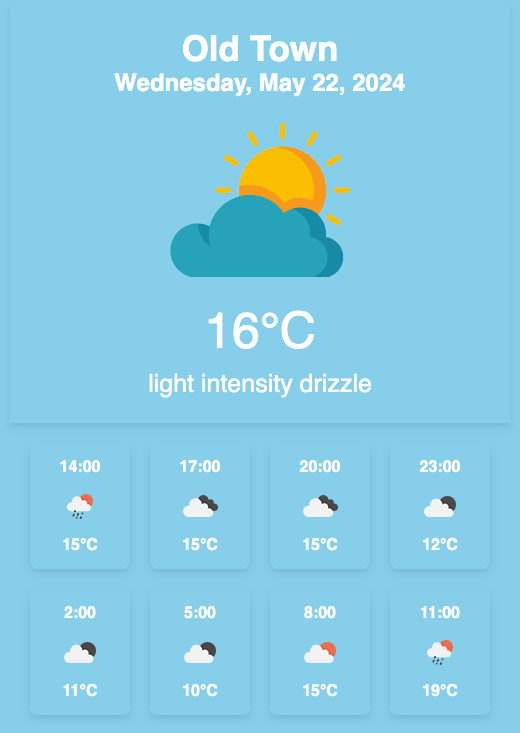 Old Town
Wednesday, May 22, 2024
16°C
light intensity drizzle
14:00 17:00 20:00 23:00
15°C 15°C 15°C 12°C
2:00 5:00 8:00 11:00
11°C 10°C 15°C 19°C